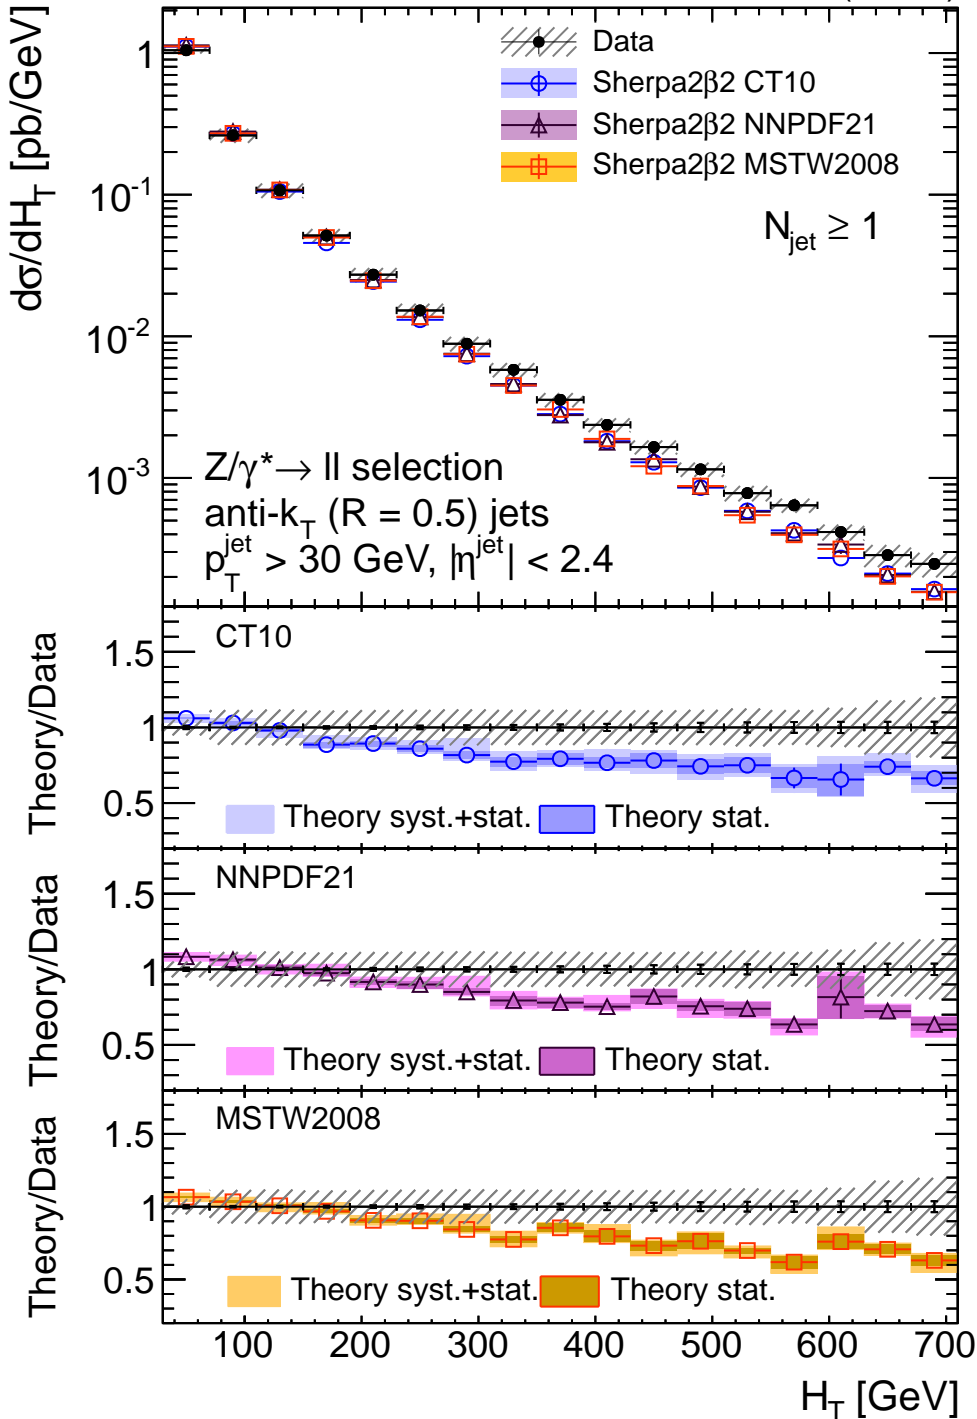 dσ/dH_T [pb/GeV]
1
10^-1
10^-2
10^-3
Data
Sherpa2β2 CT10
Sherpa2β2 NNPDF21
Sherpa2β2 MSTW2008
N_jet ≥ 1
Z/γ*→ ll selection
anti-k_T (R = 0.5) jets
p_T^jet > 30 GeV, |η^jet| < 2.4
Theory/Data
CT10
1.5
1
0.5
Theory syst.+stat.
Theory stat.
Theory/Data
NNPDF21
1.5
1
0.5
Theory syst.+stat.
Theory stat.
Theory/Data
MSTW2008
1.5
1
0.5
Theory syst.+stat.
Theory stat.
100 200 300 400 500 600 700
H_T [GeV]